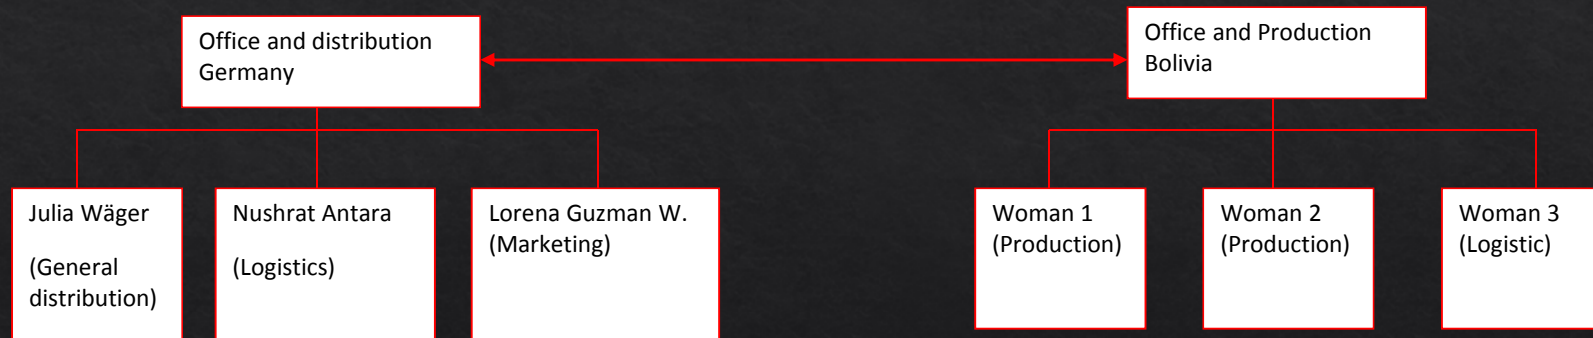 Office and distribution
Germany
Office and Production
Bolivia
Julia Wäger
(General
distribution)
Nushrat Antara
(Logistics)
Lorena Guzman W.
(Marketing)
Woman 1
(Production)
Woman 2
(Production)
Woman 3
(Logistic)